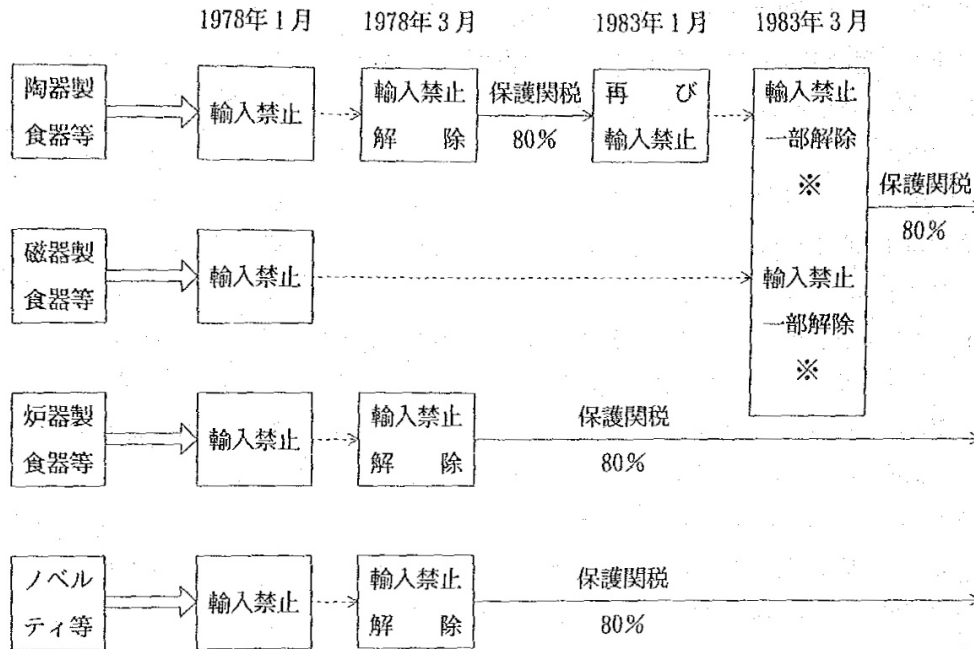 1978年1月 1978年3月 1983年1月 1983年3月
陶器製
食器等
輸入禁止
輸入禁止
解除
保護関税
80%
再び
輸入禁止
輸入禁止
一部解除
※
保護関税
80%
磁器製
食器等
輸入禁止
輸入禁止
一部解除
※
炉器製
食器等
輸入禁止
輸入禁止
解除
保護関税
80%
ノベル
ティ等
輸入禁止
輸入禁止
解除
保護関税
80%